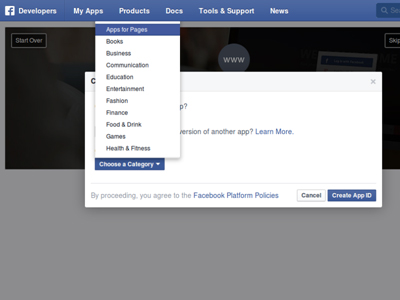 Developers My Apps Products Docs Tools & Support News
Start Over
Skip
www
Apps for Pages
Books
Business
Communication
Education
Entertainment
Fashion
Finance
Food & Drink
Games
Health & Fitness
version of another app? Learn More.
Choose a Category
By proceeding, you agree to the Facebook Platform Policies
Cancel Create App ID